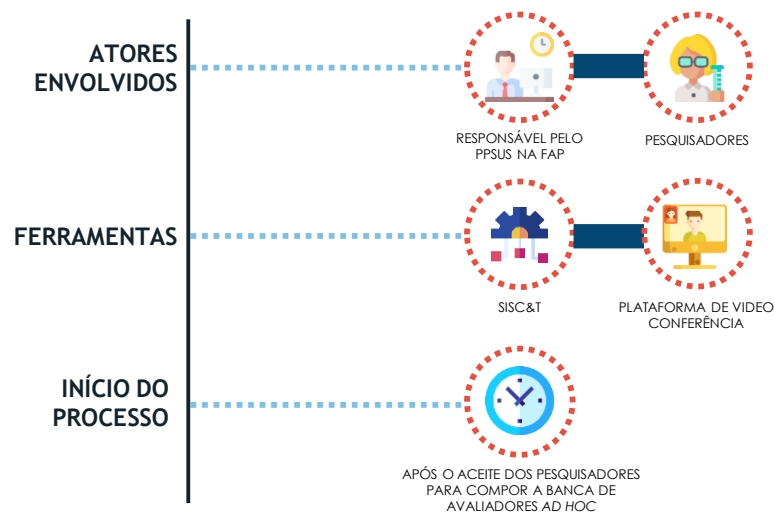 ATORES
ENVOLVIDOS
RESPONSÁVEL PELO
PPSUS NA FAP
PESQUISADORES
FERRAMENTAS
SISC&T
PLATAFORMA DE VIDEO
CONFERÊNCIA
INÍCIO DO
PROCESSO
APÓS O ACEITE DOS PESQUISADORES
PARA COMPOR A BANCA DE
AVALIADORES AD HOC